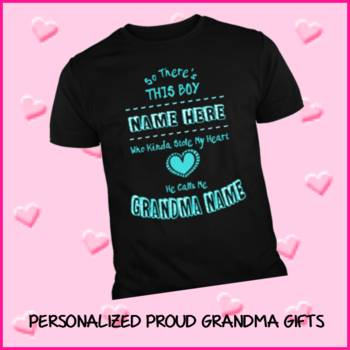 So There's
THIS BOY
NAME HERE
Who Kinda Stole My Heart
He Calls Me
GRANDMA NAME
PERSONALIZED PROUD GRANDMA GIFTS